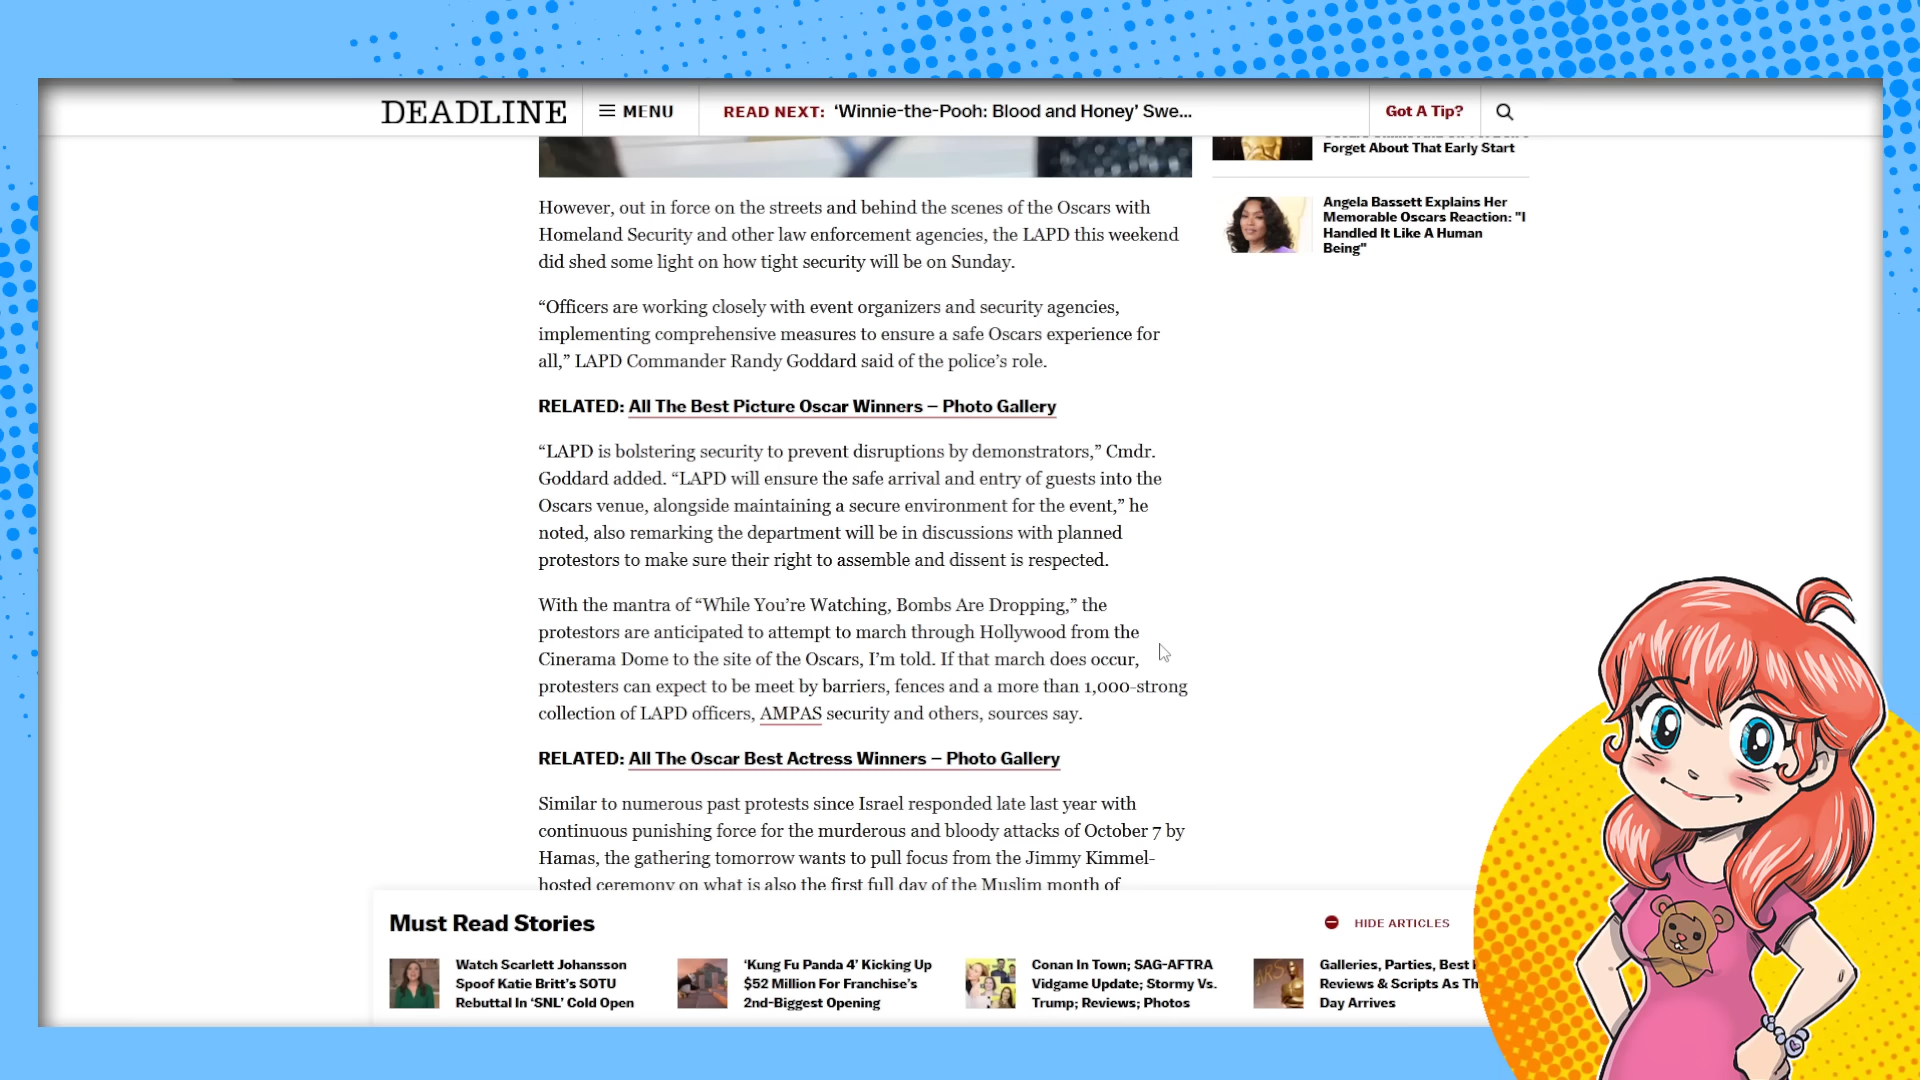 DEADLINE
MENU
READ NEXT: ‘Winnie-the-Pooh: Blood and Honey’ Swe...
Got A Tip?
Forget About That Early Start
Angela Bassett Explains Her
Memorable Oscars Reaction: "I
Handled It Like A Human
Being"
However, out in force on the streets and behind the scenes of the Oscars with
Homeland Security and other law enforcement agencies, the LAPD this weekend
did shed some light on how tight security will be on Sunday.
“Officers are working closely with event organizers and security agencies,
implementing comprehensive measures to ensure a safe Oscars experience for
all,” LAPD Commander Randy Goddard said of the police’s role.
RELATED: All The Best Picture Oscar Winners – Photo Gallery
“LAPD is bolstering security to prevent disruptions by demonstrators,” Cmdr.
Goddard added. “LAPD will ensure the safe arrival and entry of guests into the
Oscars venue, alongside maintaining a secure environment for the event,” he
noted, also remarking the department will be in discussions with planned
protestors to make sure their right to assemble and dissent is respected.
With the mantra of “While You’re Watching, Bombs Are Dropping,” the
protestors are anticipated to attempt to march through Hollywood from the
Cinerama Dome to the site of the Oscars, I’m told. If that march does occur,
protesters can expect to be meet by barriers, fences and a more than 1,000-strong
collection of LAPD officers, AMPAS security and others, sources say.
RELATED: All The Oscar Best Actress Winners – Photo Gallery
Similar to numerous past protests since Israel responded late last year with
continuous punishing force for the murderous and bloody attacks of October 7 by
Hamas, the gathering tomorrow wants to pull focus from the Jimmy Kimmel-
hosted ceremony on what is also the first full day of the Muslim month of
Must Read Stories
HIDE ARTICLES
Watch Scarlett Johansson
Spoof Katie Britt’s SOTU
Rebuttal In ‘SNL’ Cold Open
‘Kung Fu Panda 4’ Kicking Up
$52 Million For Franchise’s
2nd-Biggest Opening
Conan In Town; SAG-AFTRA
Vidgame Update; Stormy Vs.
Trump; Reviews; Photos
Galleries, Parties, Best
Reviews & Scripts As
Day Arrives